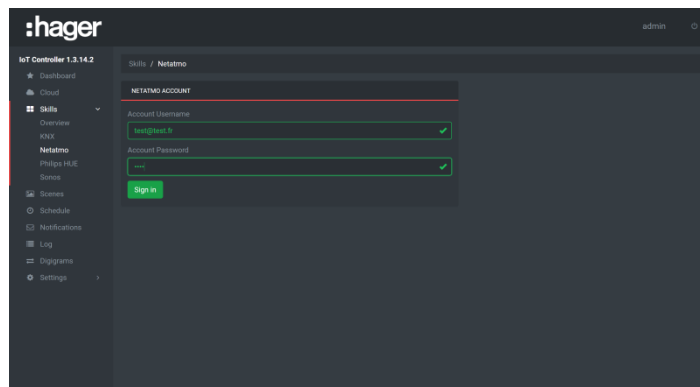 :hager
admin
IoT Controller 1.3.14.2
Dashboard
Cloud
Skills
Overview
KNX
Netatmo
Philips HUE
Sonos
Scenes
Schedule
Notifications
Log
Digigrams
Settings
Skills / Netatmo
NETATMO ACCOUNT
Account Username
test@test.fr
Account Password
••••
Sign in